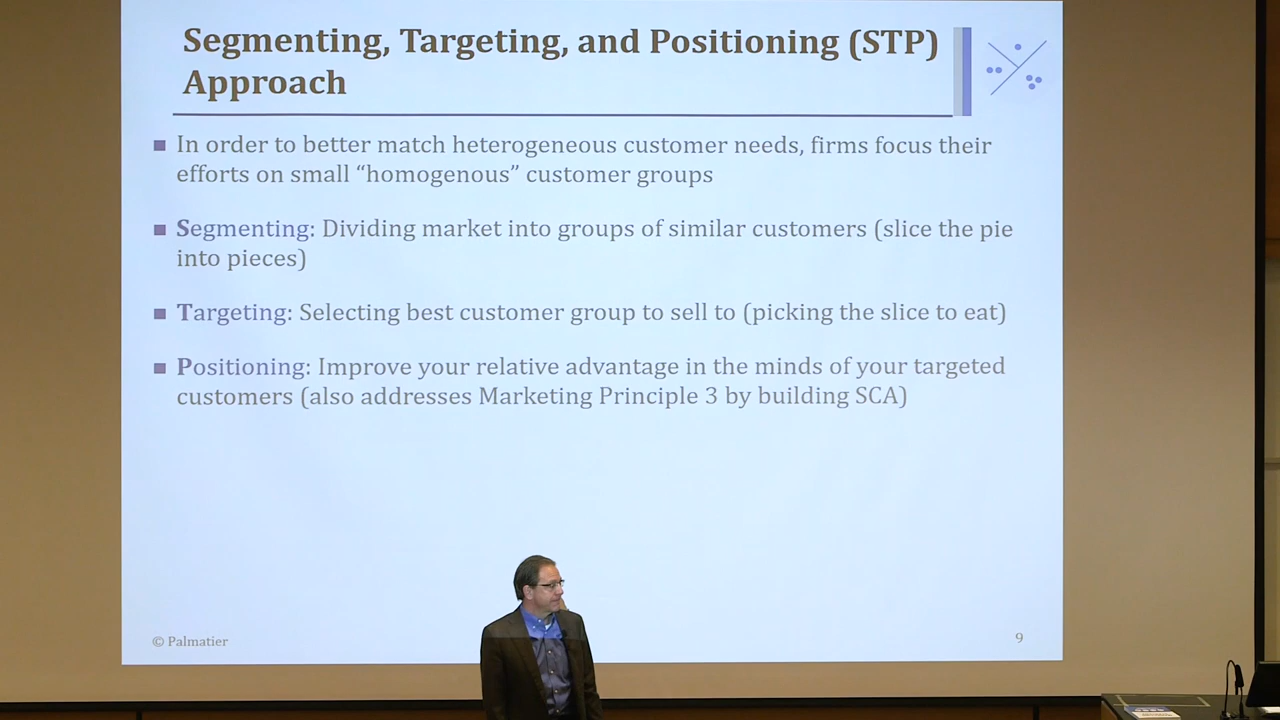 Segmenting, Targeting, and Positioning (STP)
Approach
In order to better match heterogeneous customer needs, firms focus their
efforts on small “homogenous” customer groups
Segmenting: Dividing market into groups of similar customers (slice the pie
into pieces)
Targeting: Selecting best customer group to sell to (picking the slice to eat)
Positioning: Improve your relative advantage in the minds of your targeted
customers (also addresses Marketing Principle 3 by building SCA)
© Palmatier
9